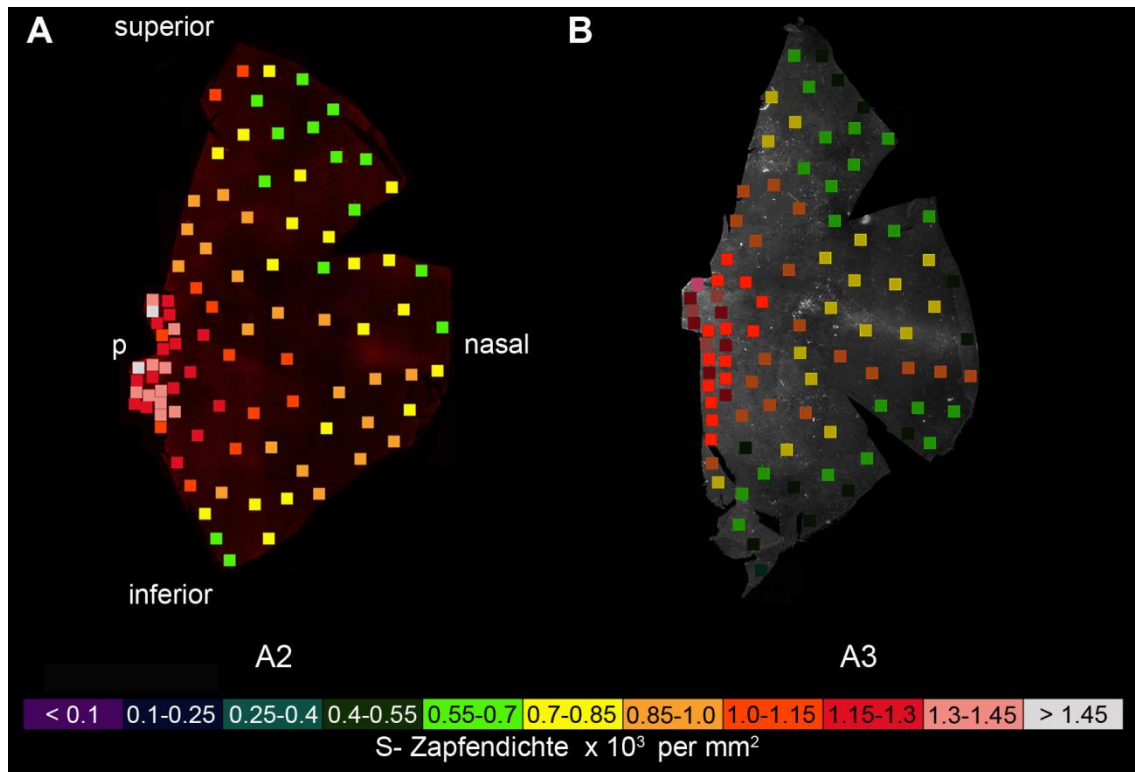 A
superior
B
p
nasal
inferior
A2
A3
< 0.1 0.1-0.25 0.25-0.4 0.4-0.55 0.55-0.7 0.7-0.85 0.85-1.0 1.0-1.15 1.15-1.3 1.3-1.45 > 1.45
S- Zapfendichte x 10³ per mm²